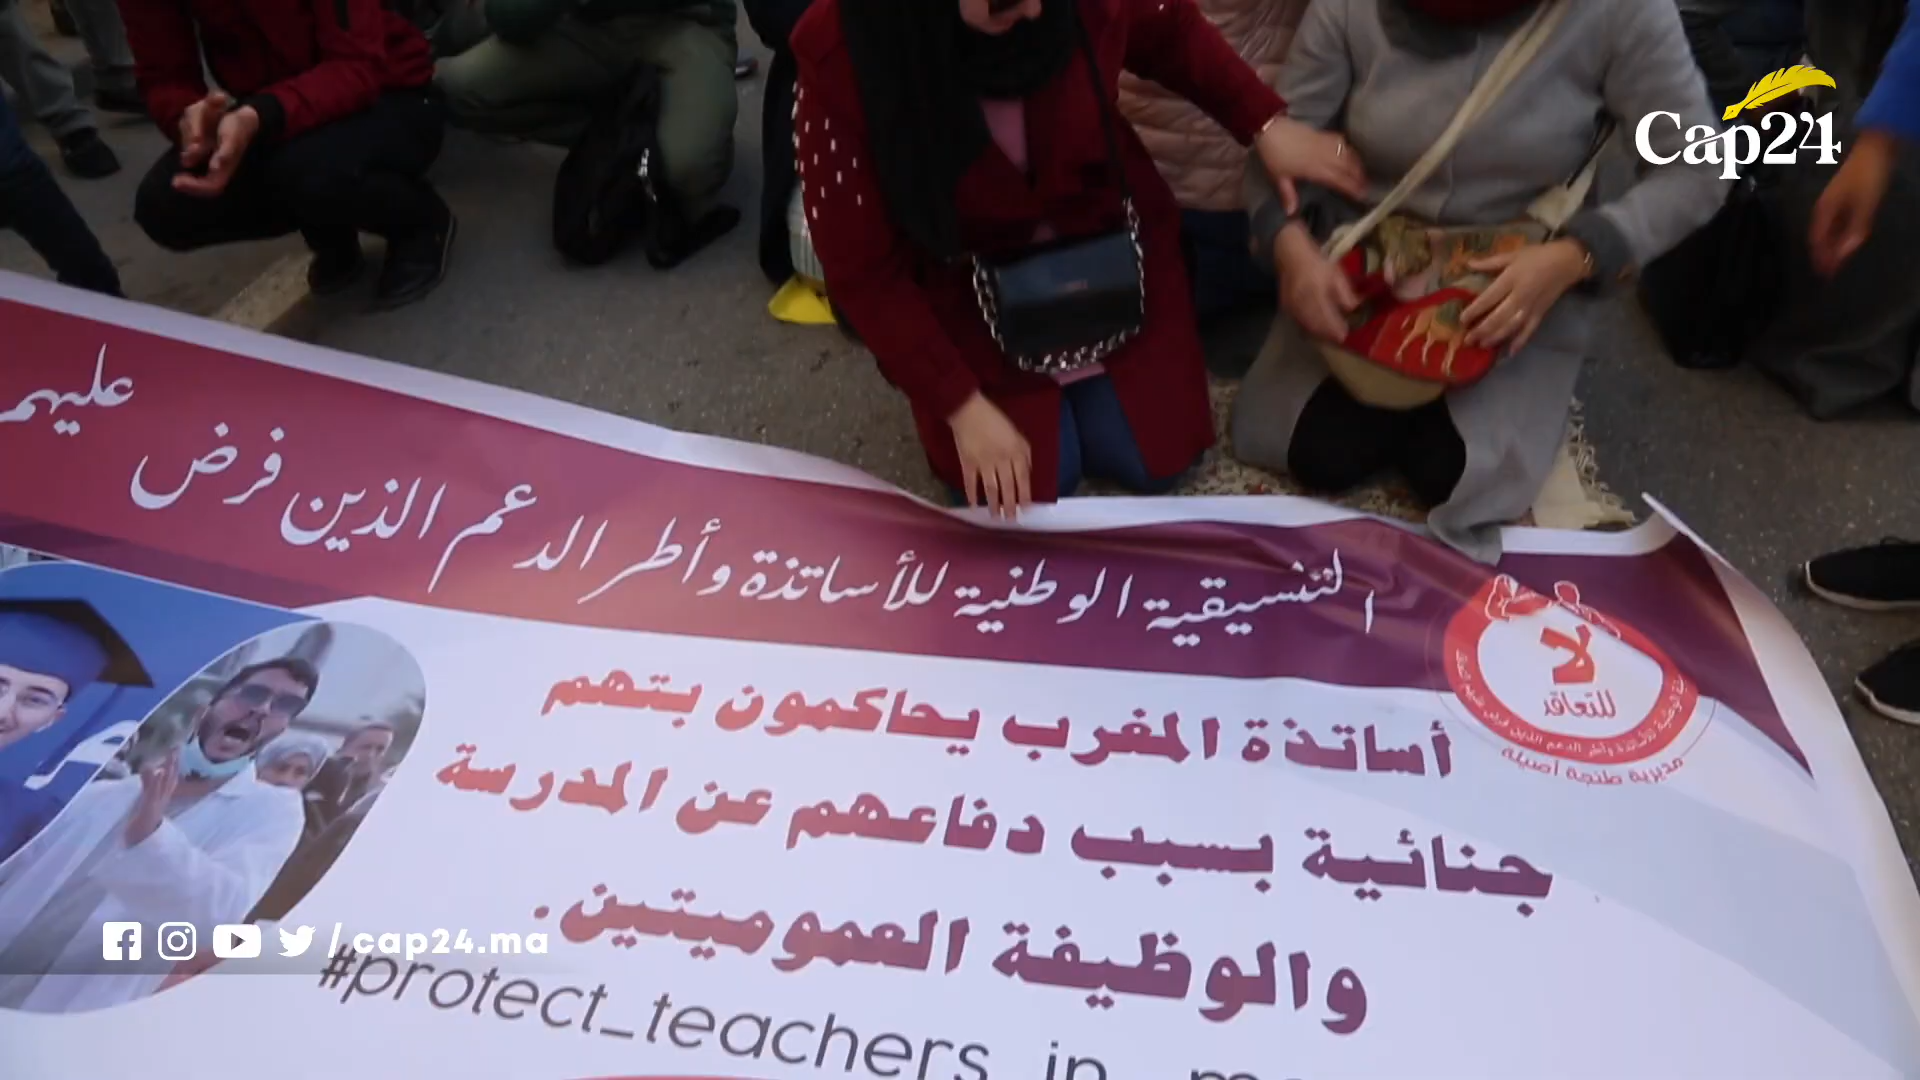 Cap24
التنسيقية الوطنية للأساتذة وأطر الدعم الذين فرض عليهم
لا
للتعاقد
مديرية طنجة أصيلة
أساتذة المغرب يحاكمون بتهم
جنائية بسبب دفاعهم عن المدرسة
والوظيفة العموميتين.
#protect_teachers_in_
/cap24.ma